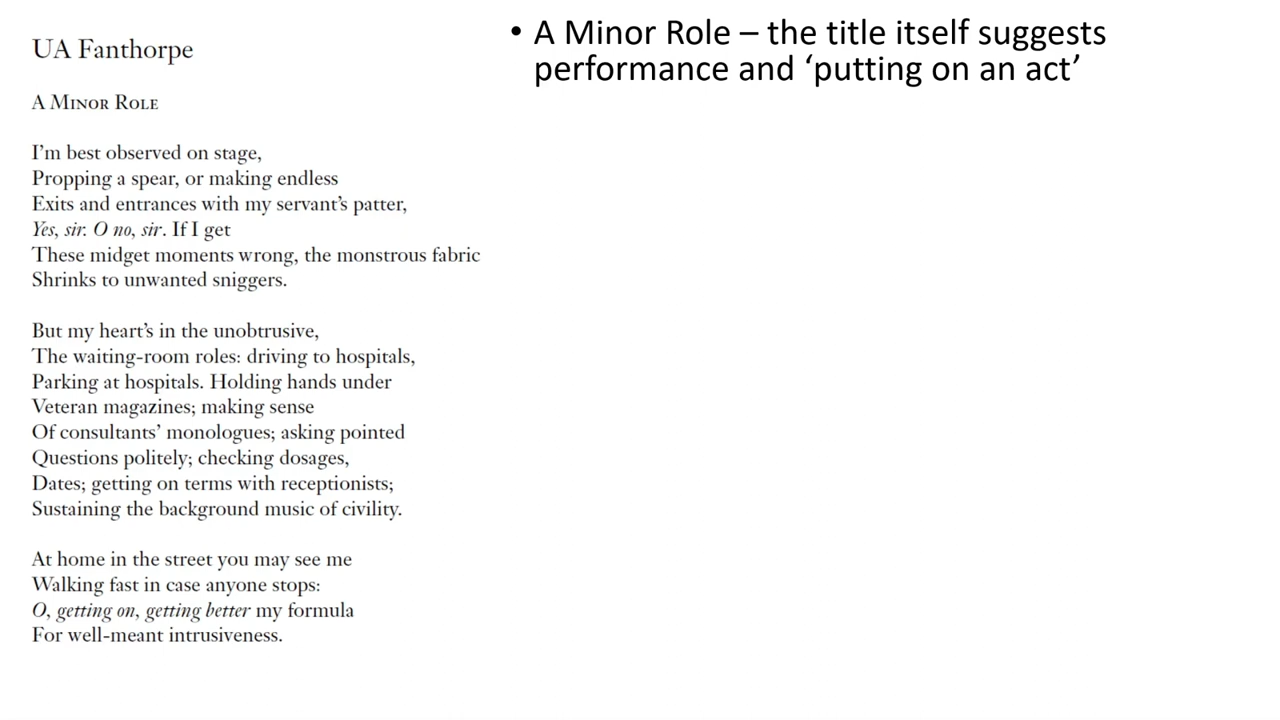 UA Fanthorpe
A Minor Role
I'm best observed on stage,
Propping a spear, or making endless
Exits and entrances with my servant's patter,
Yes, sir. O no, sir. If I get
These midget moments wrong, the monstrous fabric
Shrinks to unwanted sniggers.
But my heart's in the unobtrusive,
The waiting-room roles: driving to hospitals,
Parking at hospitals. Holding hands under
Veteran magazines; making sense
Of consultants' monologues; asking pointed
Questions politely; checking dosages,
Dates; getting on terms with receptionists;
Sustaining the background music of civility.
At home in the street you may see me
Walking fast in case anyone stops:
O, getting on, getting better my formula
For well-meant intrusiveness.
• A Minor Role – the title itself suggests
performance and ‘putting on an act’